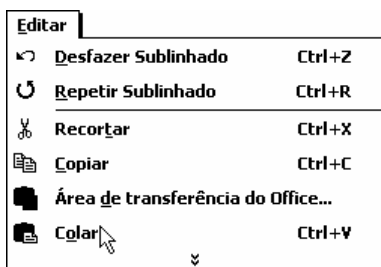 Editar
Desfazer Sublinhado Ctrl+Z
Repetir Sublinhado Ctrl+R
Recortar Ctrl+X
Copiar Ctrl+C
Área de transferência do Office...
Colar Ctrl+V